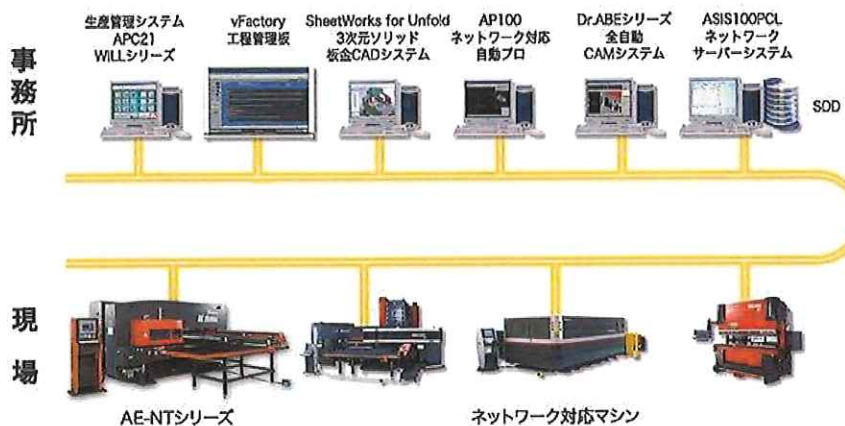 生産管理システム
APC21
WILLシリーズ
vFactory
工程管理板
SheetWorks for Unfold
3次元ソリッド
板金CADシステム
AP100
ネットワーク対応
自動プロ
Dr.ABEシリーズ
全自動
CAMシステム
ASIS100PCL
ネットワーク
サーバーシステム
SDD
事務所
現場
AE-NTシリーズ
ネットワーク対応マシン